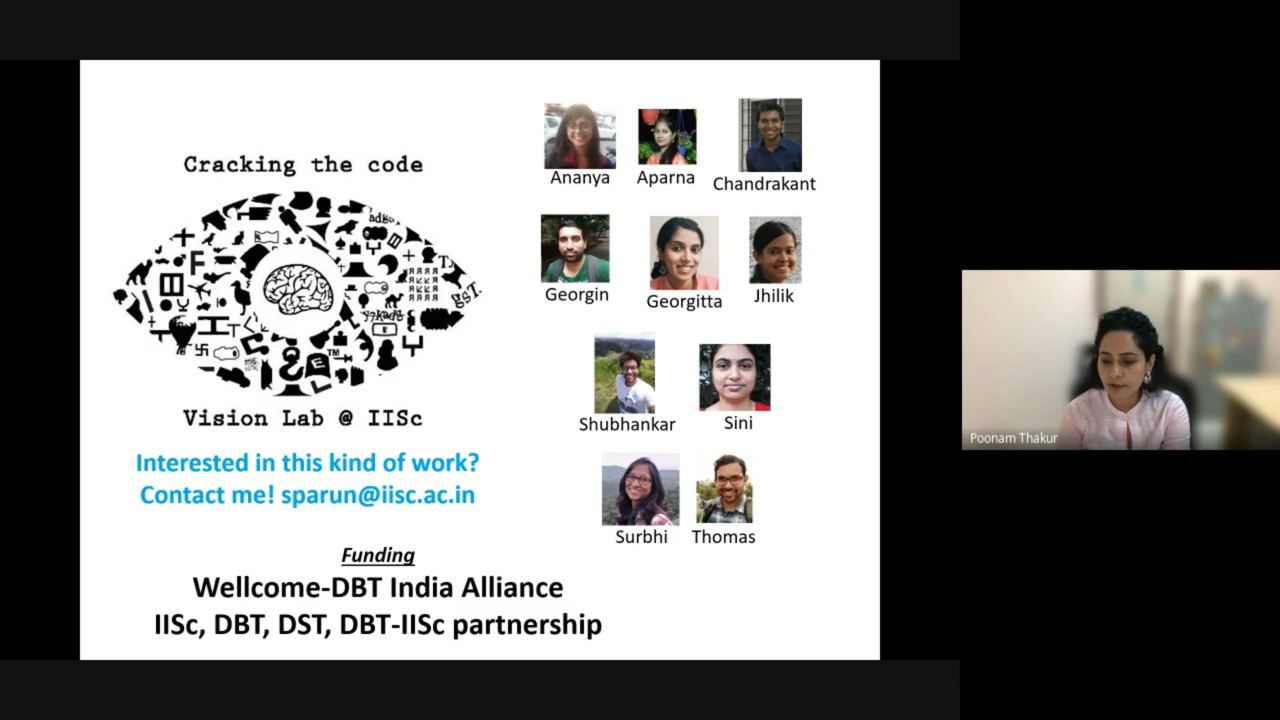 Cracking the code
Vision Lab @ IISc
Interested in this kind of work?
Contact me! sparun@iisc.ac.in
Funding
Wellcome-DBT India Alliance
IISc, DBT, DST, DBT-IISc partnership
Ananya Aparna Chandrakant
Georgin Georgitta Jhilik
Shubhankar Sini
Surbhi Thomas
Poonam Thakur